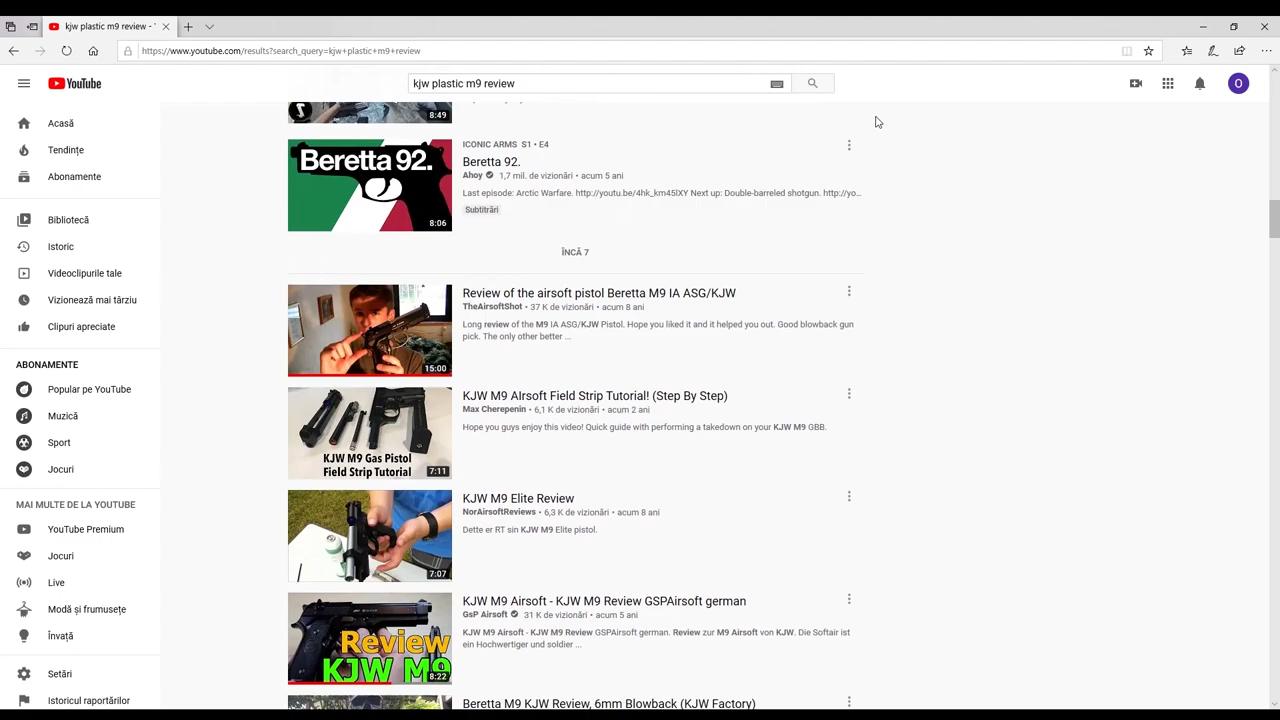 kjw plastic m9 review - Y
https://www.youtube.com/results?search_query=kjw+plastic+m9+review
YouTube
kjw plastic m9 review
O
8:49
Acasă
Tendințe
Abonamente
Bibliotecă
Istoric
Videoclipurile tale
Vizionează mai târziu
Clipuri apreciate
ABONAMENTE
Popular pe YouTube
Muzică
Sport
Jocuri
MAI MULTE DE LA YOUTUBE
YouTube Premium
Jocuri
Live
Modă și frumusețe
Învață
Setări
Istoricul raportărilor
Beretta 92.
8:06
ICONIC ARMS S1 • E4
Beretta 92.
Ahoy 1,7 mil. de vizionări • acum 5 ani
Last episode: Arctic Warfare. http://youtu.be/4hk_km45lXY Next up: Double-barreled shotgun. http://yo...
Subtitrări
ÎNCĂ 7
15:00
Review of the airsoft pistol Beretta M9 IA ASG/KJW
TheAirsoftShot • 37 K de vizionări • acum 8 ani
Long review of the M9 IA ASG/KJW Pistol. Hope you liked it and it helped you out. Good blowback gun
pick. The only other better ...
KJW M9 Gas Pistol
Field Strip Tutorial
7:11
KJW M9 AIrsoft Field Strip Tutorial! (Step By Step)
Max Cherepenin • 6,1 K de vizionări • acum 2 ani
Hope you guys enjoy this video! Quick guide with performing a takedown on your KJW M9 GBB.
7:07
KJW M9 Elite Review
NorAirsoftReviews • 6,3 K de vizionări • acum 8 ani
Dette er RT sin KJW M9 Elite pistol.
Review
KJW M9
8:22
KJW M9 Airsoft - KJW M9 Review GSPAirsoft german
GsP Airsoft 31 K de vizionări • acum 5 ani
KJW M9 Airsoft - KJW M9 Review GSPAirsoft german. Review zur M9 Airsoft von KJW. Die Softair ist
ein Hochwertiger und soldier ...
Beretta M9 KJW Review, 6mm Blowback (KJW Factory)